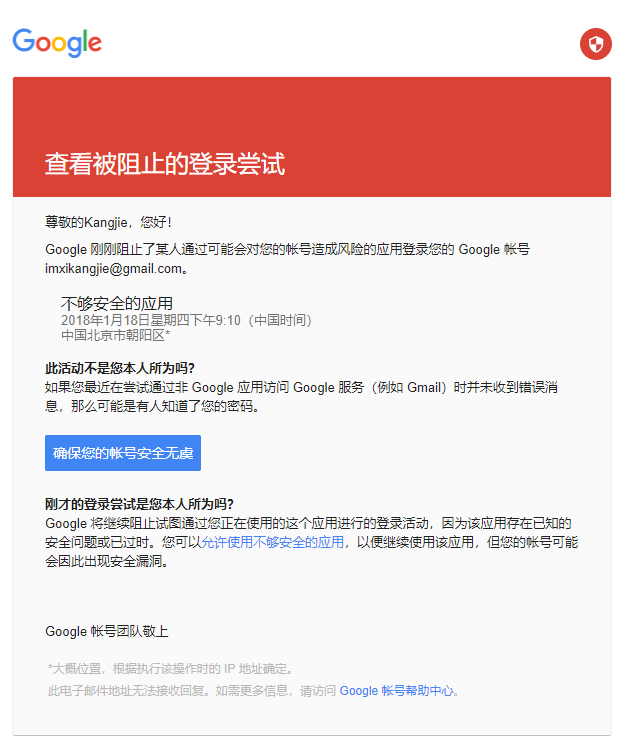 Google
查看被阻止的登录尝试
尊敬的Kangjie，您好！
Google 刚刚阻止了某人通过可能会对您的帐号造成风险的应用登录您的 Google 帐号
imxikangjie@gmail.com。
不够安全的应用
2018年1月18日星期四下午9:10（中国时间）
中国北京市朝阳区*
此活动不是您本人所为吗？
如果您最近在尝试通过非 Google 应用访问 Google 服务（例如 Gmail）时并未收到错误消
息，那么可能是有人知道了您的密码。
确保您的帐号安全无虞
刚才的登录尝试是您本人所为吗？
Google 将继续阻止试图通过您正在使用的这个应用进行的登录活动，因为该应用存在已知的
安全问题或已过时。您可以允许使用不够安全的应用，以便继续使用该应用，但您的帐号可能
会因此出现安全漏洞。
Google 帐号团队敬上
*大概位置，根据执行该操作时的 IP 地址确定。
此电子邮件地址无法接收回复。如需更多信息，请访问 Google 帐号帮助中心。